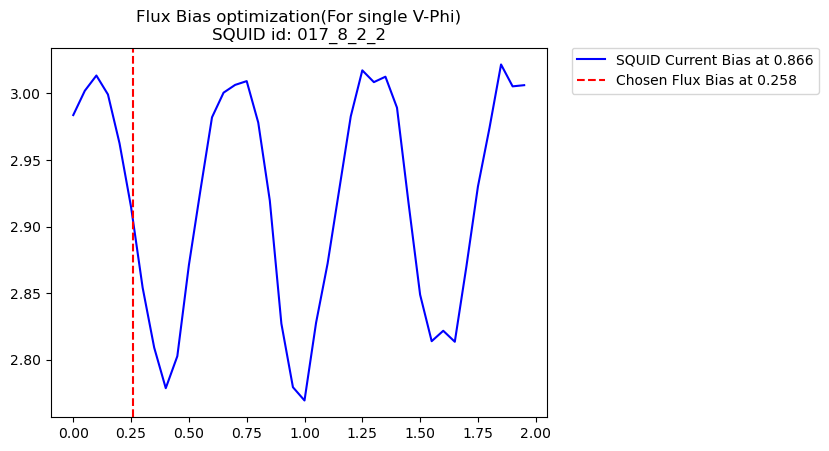 Flux Bias optimization(For single V-Phi)
SQUID id: 017_8_2_2
SQUID Current Bias at 0.866
Chosen Flux Bias at 0.258
3.00
2.95
2.90
2.85
2.80
0.00 0.25 0.50 0.75 1.00 1.25 1.50 1.75 2.00